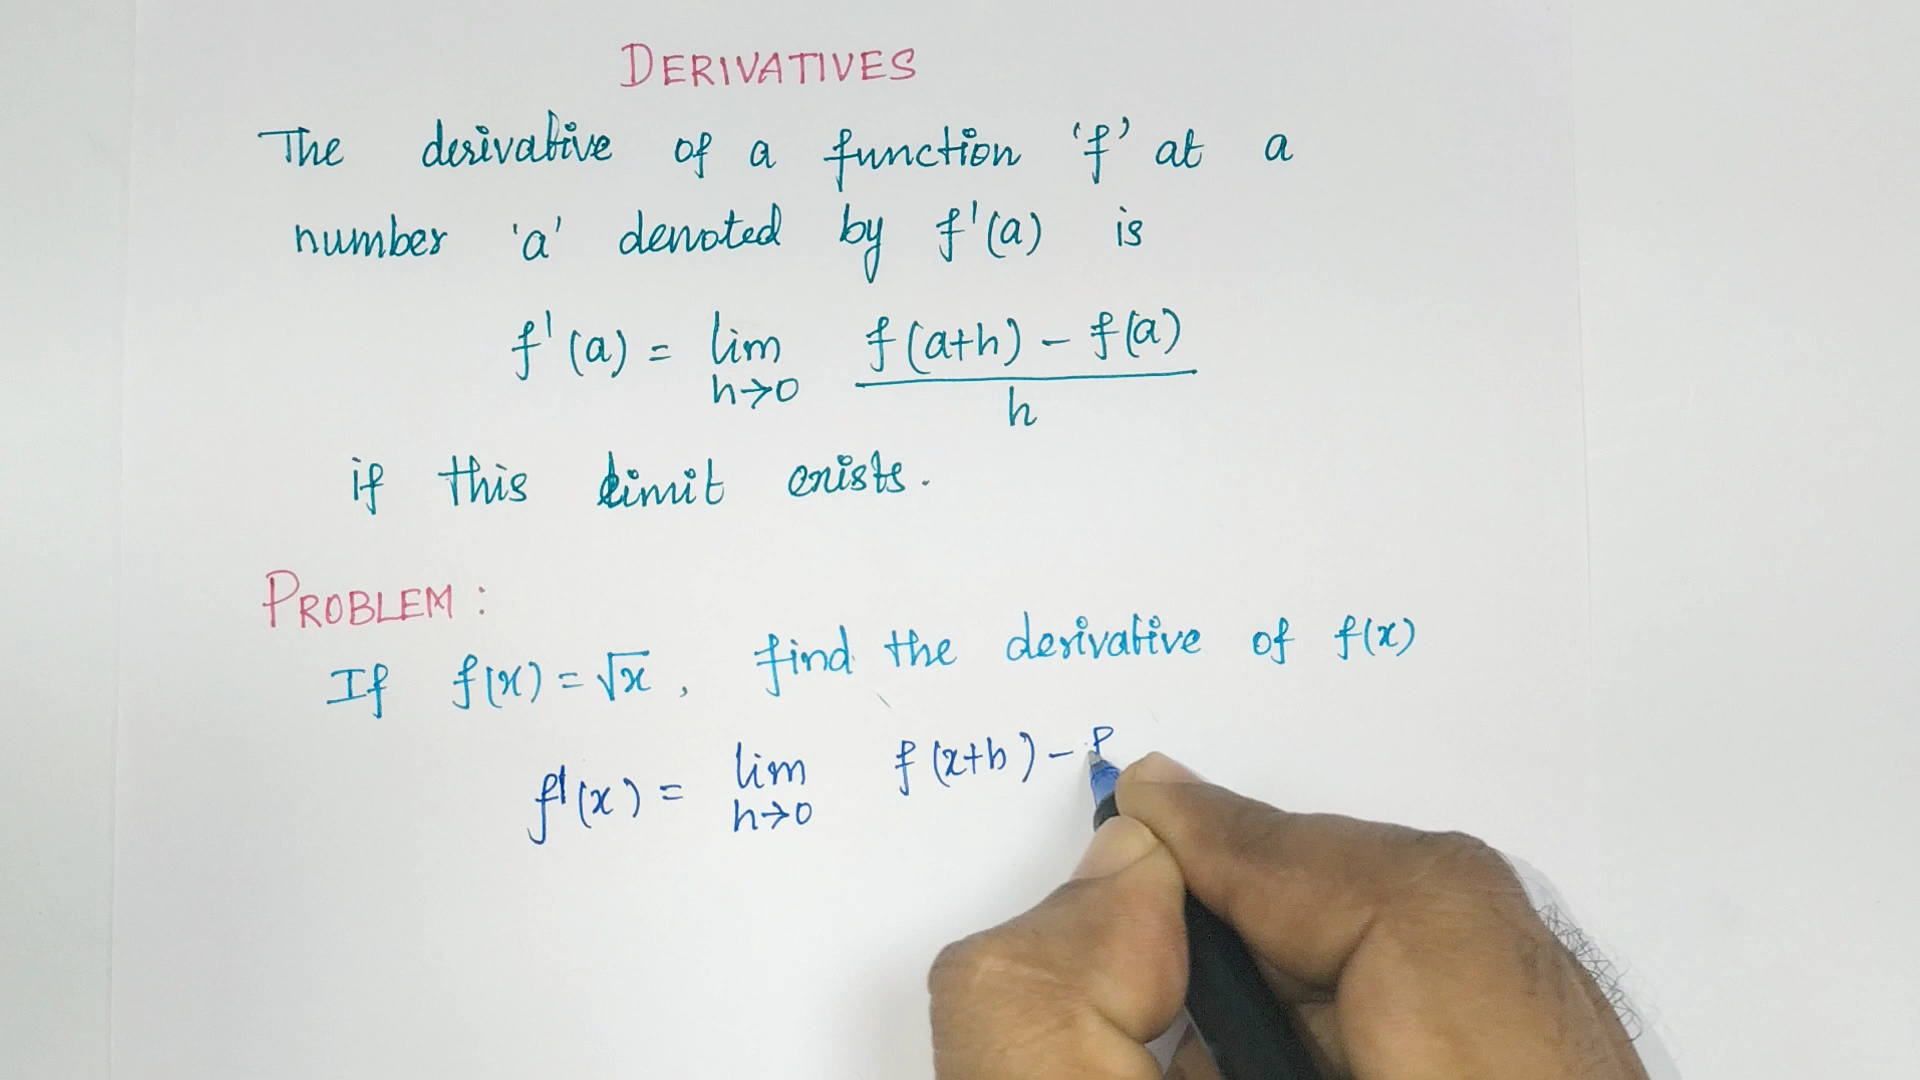 DERIVATIVES
The derivative of a function 'f' at a
number 'a' denoted by f'(a) is
f'(a) = lim f(a+h) - f(a)
h→0 h
if this limit exists.
PROBLEM:
If f(x) = √x, find the derivative of f(x)
f'(x) = lim f(x+h) -
h→0